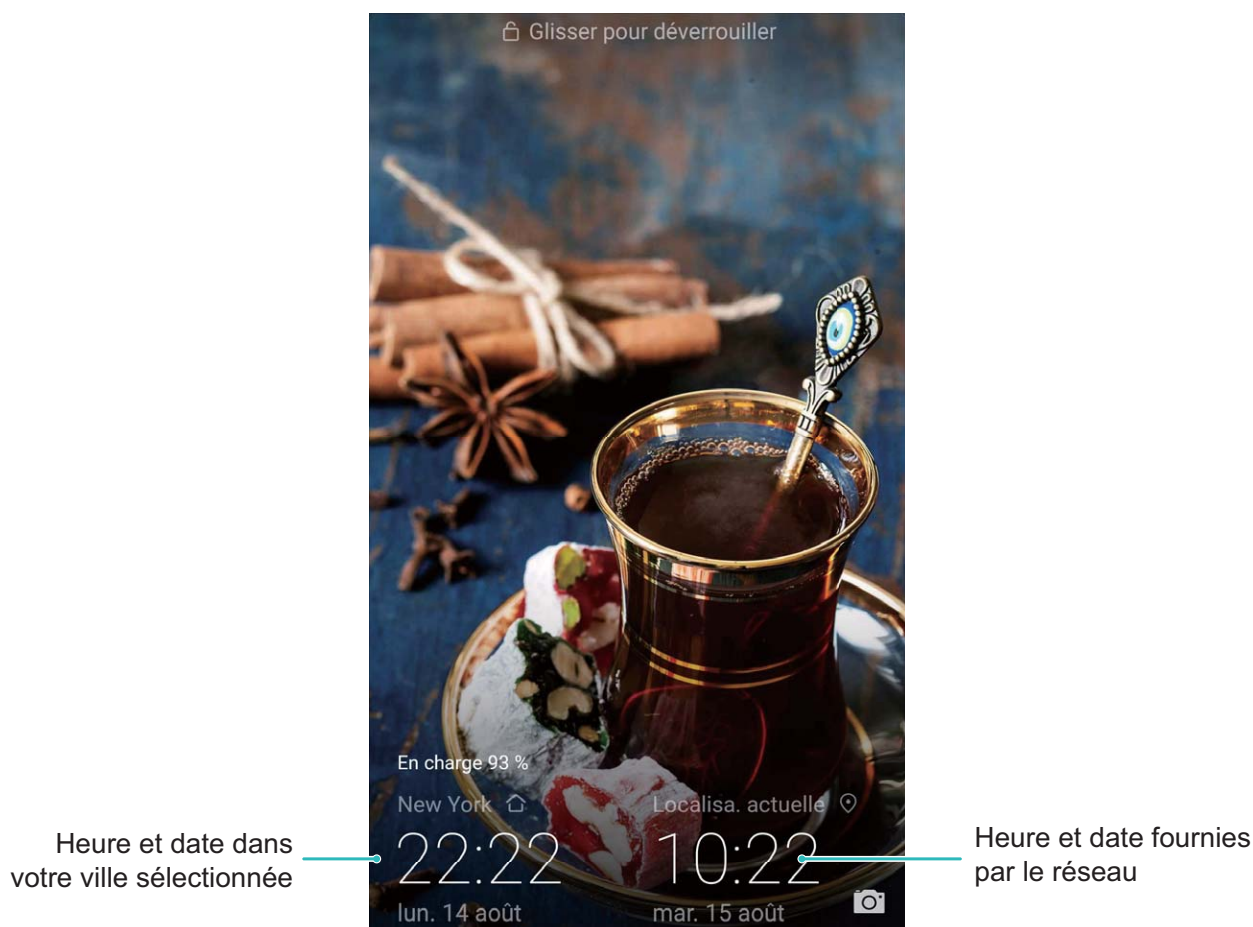 Glisser pour déverrouiller
En charge 93 %
New York
Localisa. actuelle
22:22
10:22
lun. 14 août
mar. 15 août
Heure et date dans
votre ville sélectionnée
Heure et date fournies
par le réseau